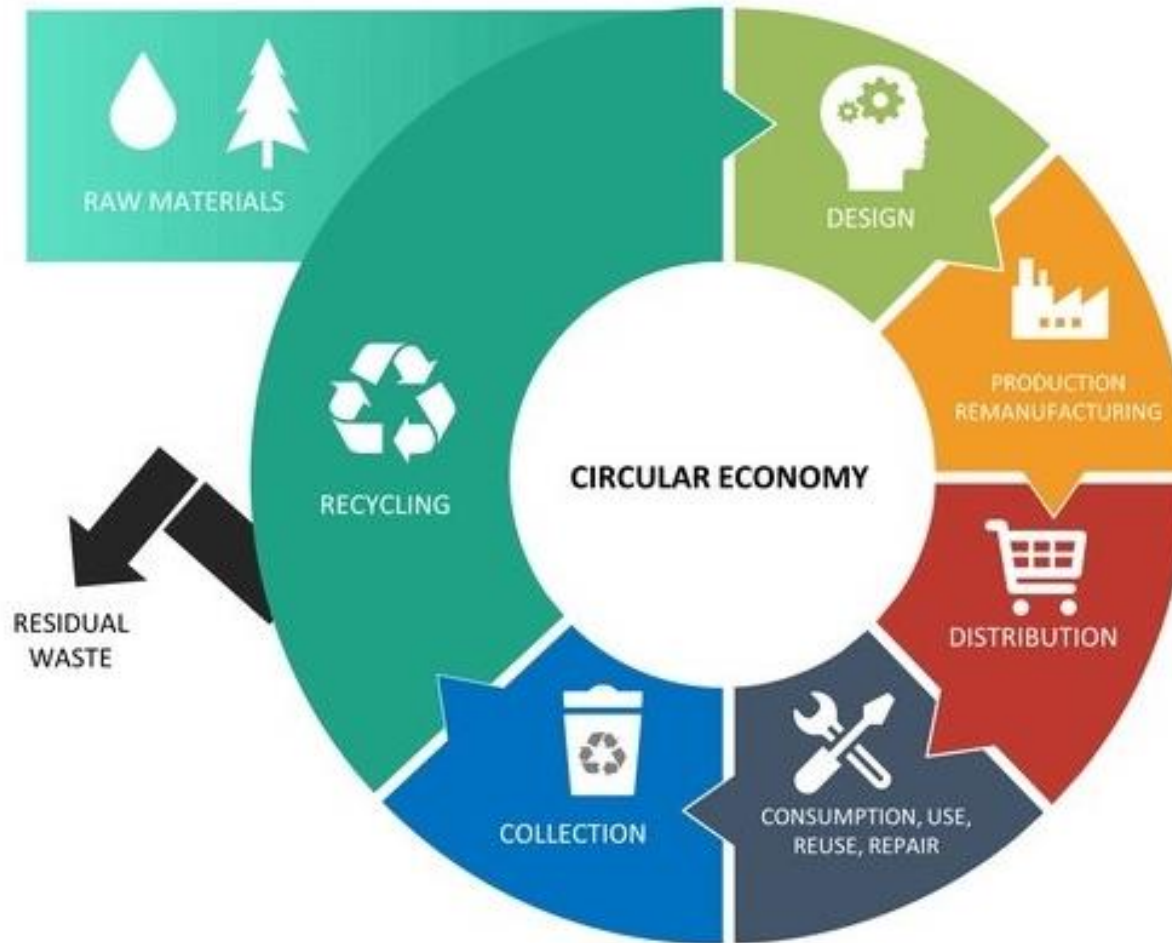 RAW MATERIALS
DESIGN
PRODUCTION
REMANUFACTURING
RECYCLING
CIRCULAR ECONOMY
RESIDUAL
WASTE
DISTRIBUTION
COLLECTION
CONSUMPTION, USE,
REUSE, REPAIR